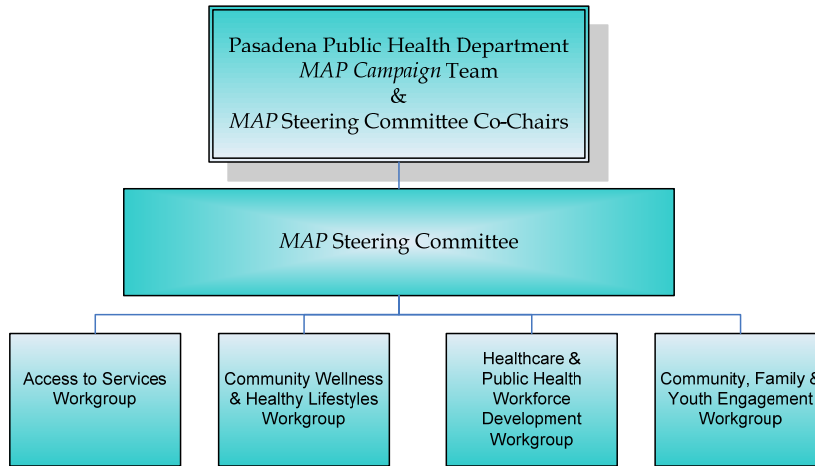 Pasadena Public Health Department
MAP Campaign Team
&
MAP Steering Committee Co-Chairs
MAP Steering Committee
Access to Services
Workgroup
Community Wellness
& Healthy Lifestyles
Workgroup
Healthcare &
Public Health
Workforce
Development
Workgroup
Community, Family &
Youth Engagement
Workgroup